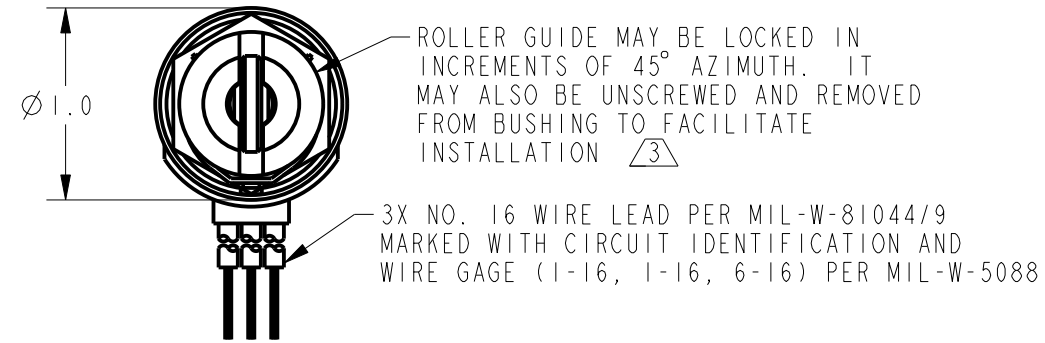 ROLLER GUIDE MAY BE LOCKED IN
INCREMENTS OF 45° AZIMUTH. IT
MAY ALSO BE UNSCREWED AND REMOVED
FROM BUSHING TO FACILITATE
INSTALLATION 3
Ø1.0
3X NO. 16 WIRE LEAD PER MIL-W-81044/9
MARKED WITH CIRCUIT IDENTIFICATION AND
WIRE GAGE (1-16, 1-16, 6-16) PER MIL-W-5088